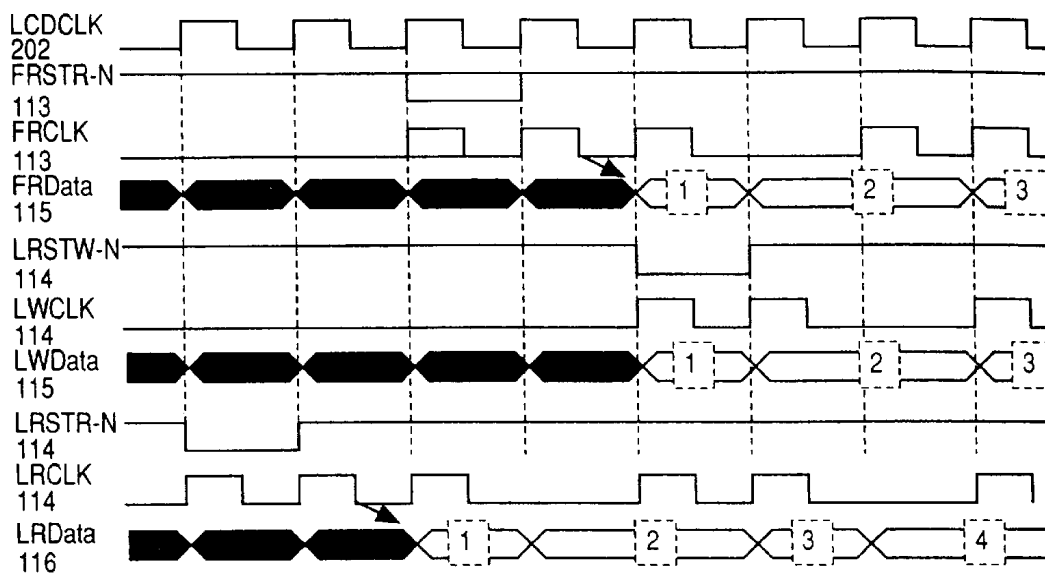 LCDCLK
202
FRSTR-N
113
FRCLK
113
FRData
115
1 2 3
LRSTW-N
114
LWCLK
114
LWData
115
1 2 3
LRSTR-N
114
LRCLK
114
LRData
116
1 2 3 4